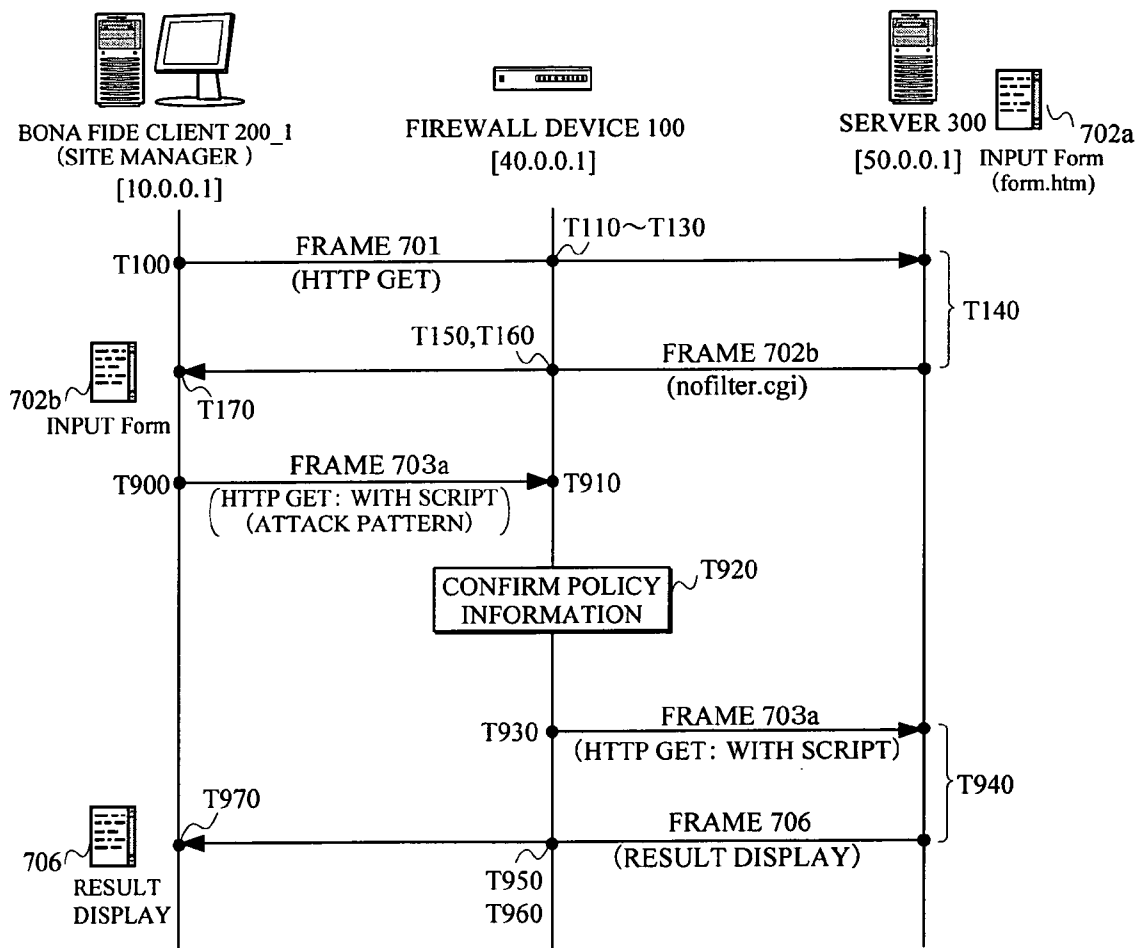 BONA FIDE CLIENT 200_1
(SITE MANAGER )
[10.0.0.1]
FIREWALL DEVICE 100
[40.0.0.1]
SERVER 300
[50.0.0.1]
702a
INPUT Form
(form.htm)
T100
FRAME 701
(HTTP GET)
T110～T130
T140
T150,T160
FRAME 702b
(nofilter.cgi)
702b
INPUT Form
T170
T900
FRAME 703a
(HTTP GET: WITH SCRIPT)
(ATTACK PATTERN)
T910
CONFIRM POLICY
INFORMATION
T920
T930
FRAME 703a
(HTTP GET: WITH SCRIPT)
T940
T970
706
RESULT
DISPLAY
FRAME 706
(RESULT DISPLAY)
T950
T960